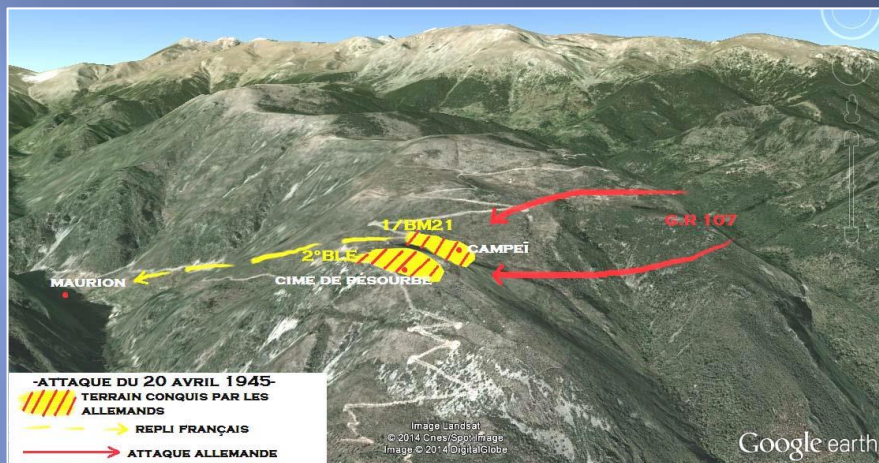 1/BM21
G.R 107
2°BLE
CAMPEÏ
CIME DE PÉSOURBE
MAURION
-ATTAQUE DU 20 AVRIL 1945-
TERRAIN CONQUIS PAR LES
ALLEMANDS
REPLI FRANÇAIS
ATTAQUE ALLEMANDE
Image Landsat
© 2014 Cnes/Spot Image
Image © 2014 DigitalGlobe
Google earth